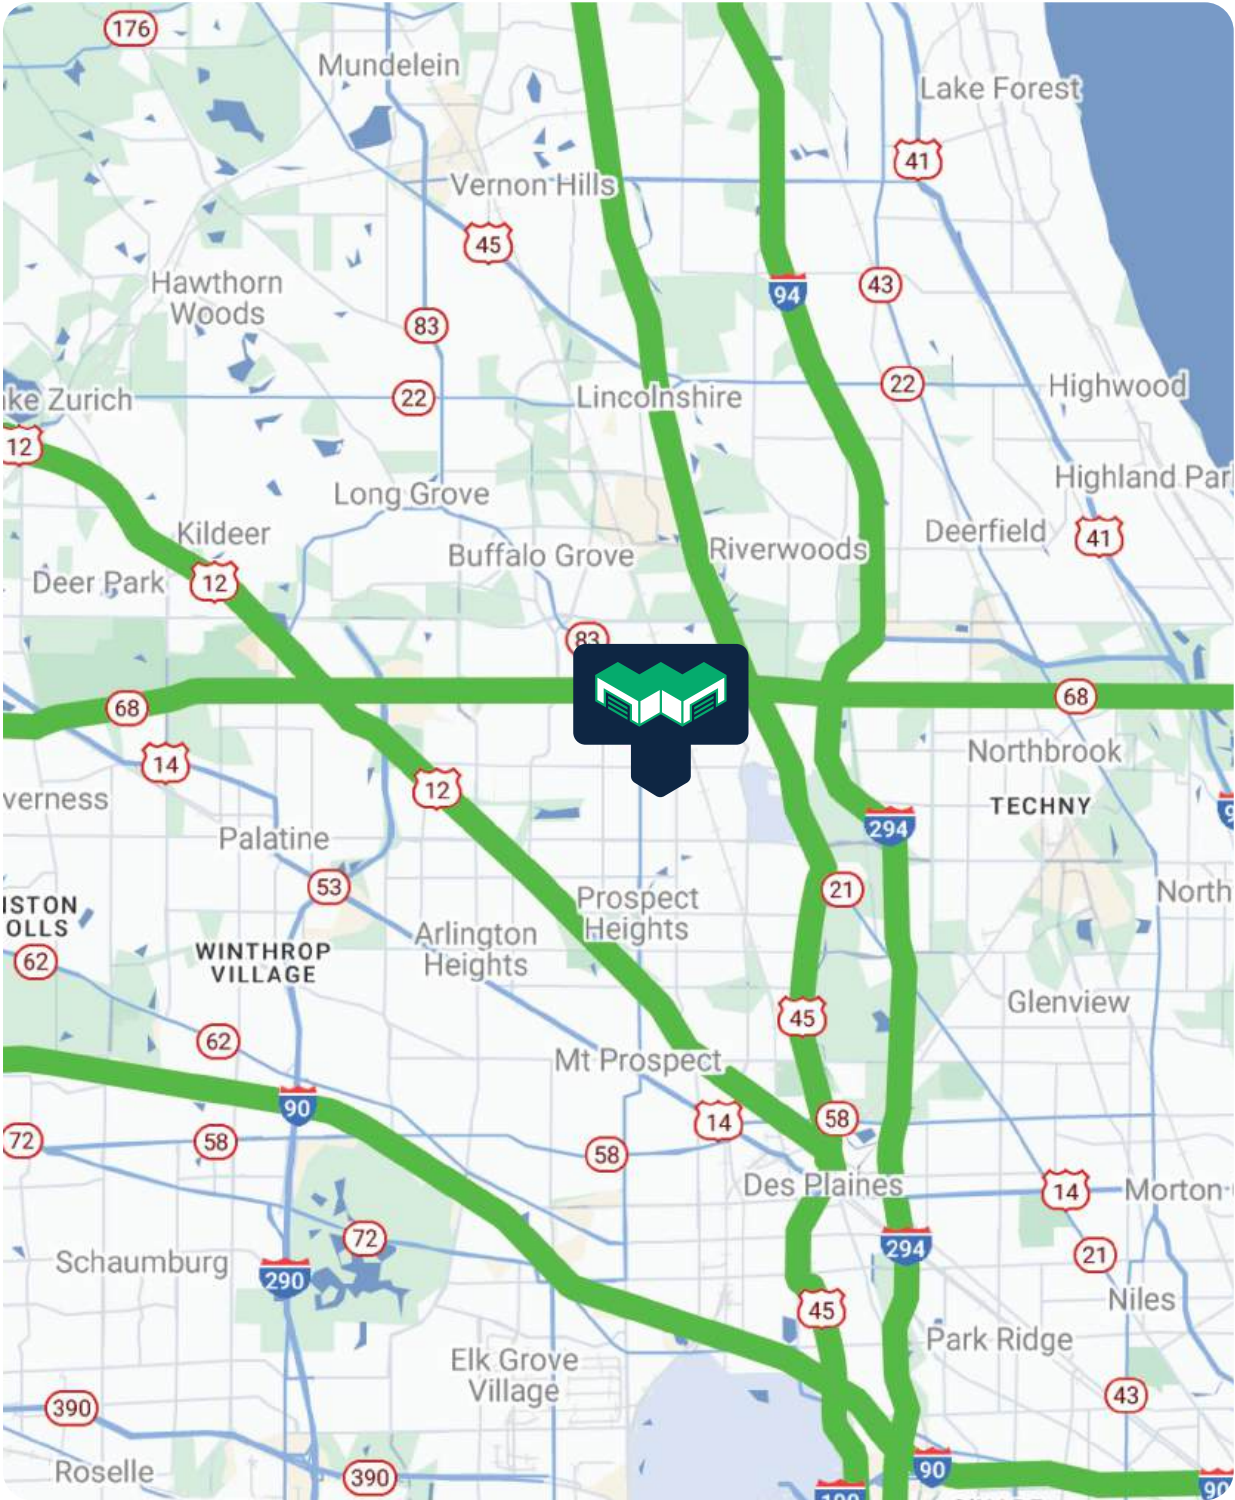 176
Mundelein
Lake Forest
41
Vernon Hills
45
Hawthorn
Woods
94
43
83
22
22
Highwood
ke Zurich
Lincolnshire
12
Highland Par
Long Grove
Kildeer
Deerfield
41
Buffalo Grove
Riverwoods
Deer Park
12
83
68
68
14
Northbrook
12
verness
TECHNY
294
Palatine
53
21
North
ISTON
OLLS
Prospect
Heights
Arlington
Heights
WINTHROP
VILLAGE
62
Glenview
45
62
Mt Prospect
90
14
58
72
58
58
Des Plaines
14
Morton
72
294
21
Schaumburg
290
Niles
45
Park Ridge
Elk Grove
Village
43
390
90
Roselle
390
90